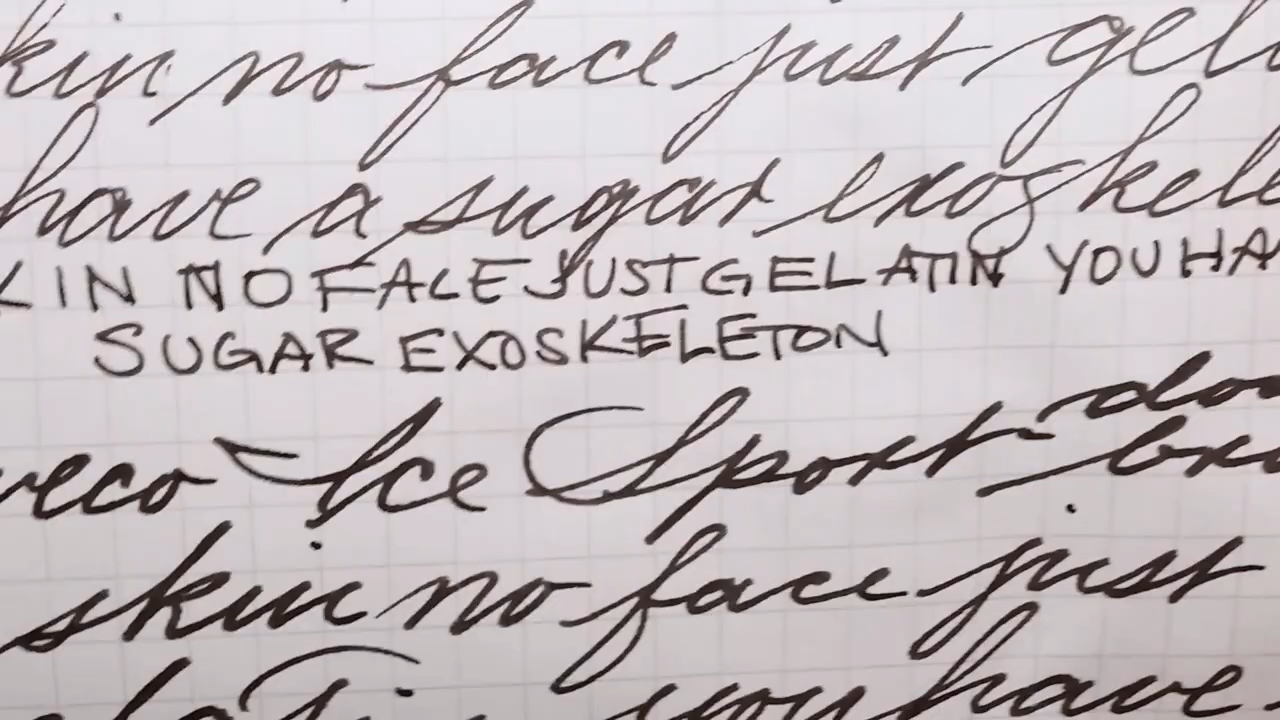 kin no face just gel
have a sugar exoskele
KIN NO FACE JUST GELATIN YOU HA
SUGAR EXOSKELETON
weco Ice Sport
skin no face just
you have